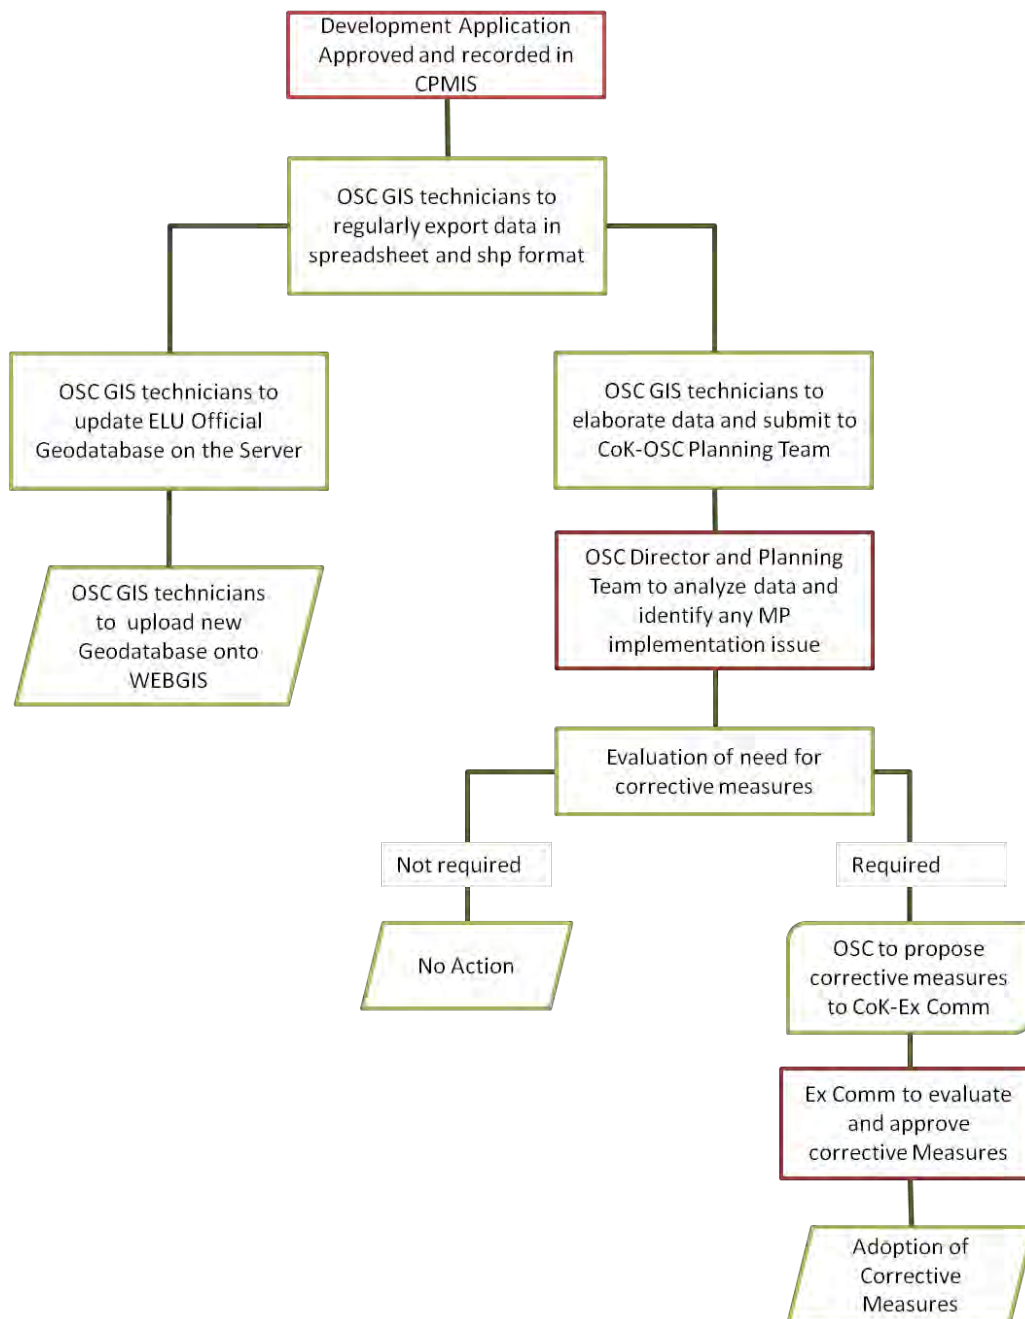 Development Application
Approved and recorded in
CPMIS
OSC GIS technicians to
regularly export data in
spreadsheet and shp format
OSC GIS technicians to
update ELU Official
Geodatabase on the Server
OSC GIS technicians to
elaborate data and submit to
CoK-OSC Planning Team
OSC GIS technicians
to upload new
Geodatabase onto
WEBGIS
OSC Director and Planning
Team to analyze data and
identify any MP
implementation issue
Evaluation of need for
corrective measures
Not required
Required
No Action
OSC to propose
corrective measures
to CoK-Ex Comm
Ex Comm to evaluate
and approve
corrective Measures
Adoption of
Corrective
Measures